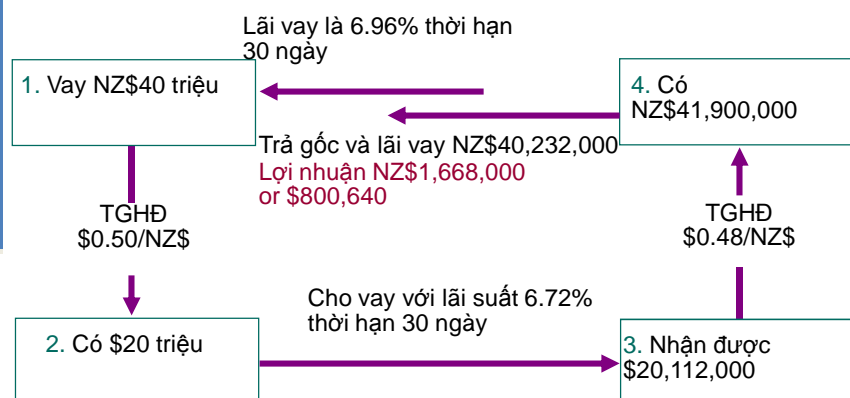 Lãi vay là 6.96% thời hạn
30 ngày
1. Vay NZ$40 triệu
4. Có
NZ$41,900,000
Trả gốc và lãi vay NZ$40,232,000
Lợi nhuận NZ$1,668,000
or $800,640
TGHĐ
$0.50/NZ$
TGHĐ
$0.48/NZ$
Cho vay với lãi suất 6.72%
thời hạn 30 ngày
2. Có $20 triệu
3. Nhận được
$20,112,000